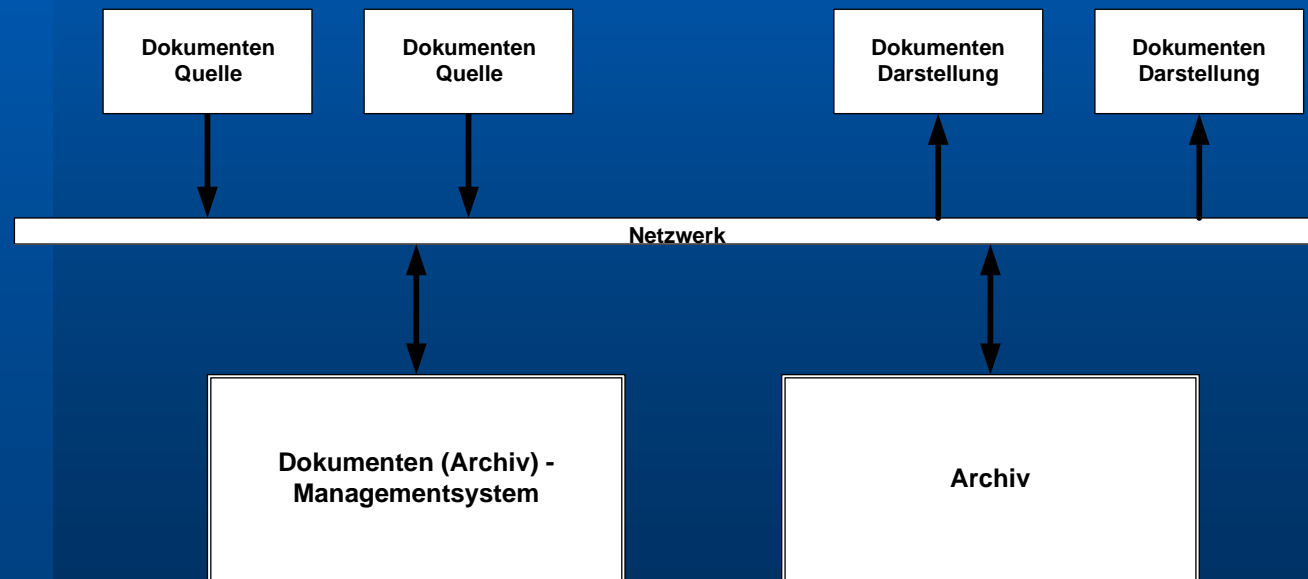 Dokumenten
Quelle
Dokumenten
Quelle
Dokumenten
Darstellung
Dokumenten
Darstellung
Netzwerk
Dokumenten (Archiv) -
Managementsystem
Archiv